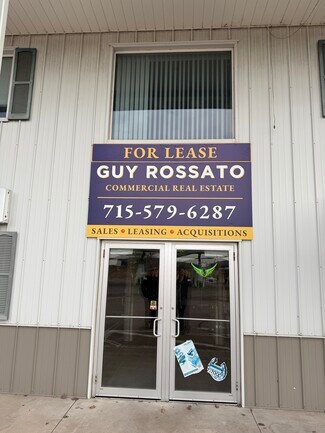 FOR LEASE
GUY ROSSATO
COMMERCIAL REAL ESTATE
715-579-6287
SALES • LEASING • ACQUISITIONS